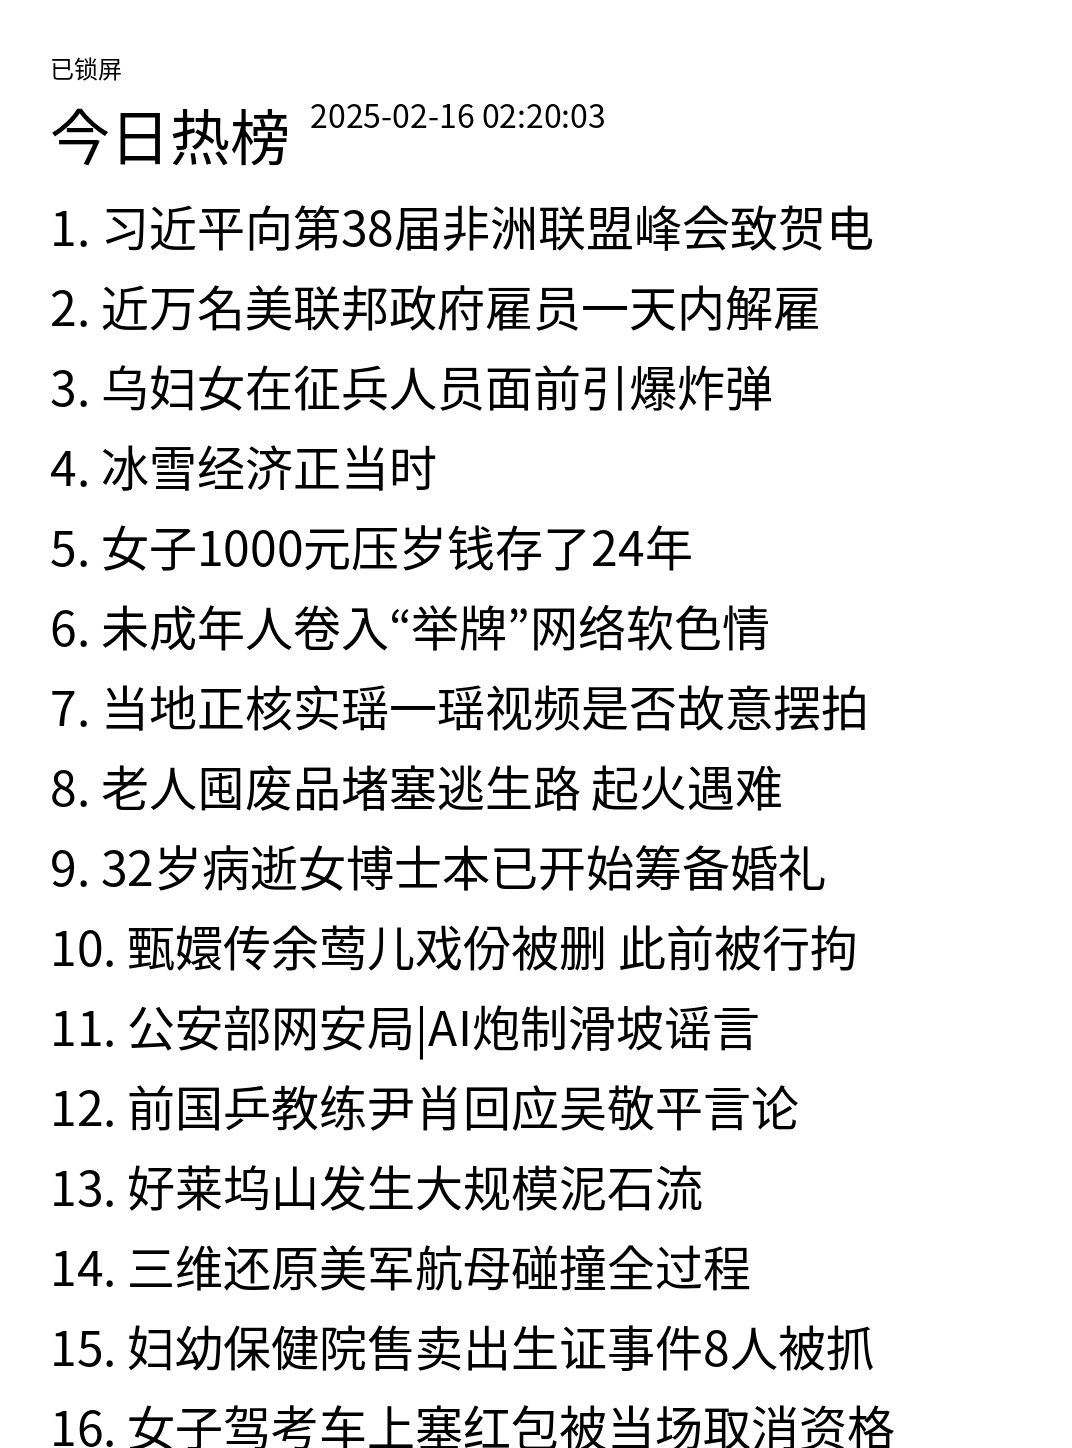 已锁屏
今日热榜 2025-02-16 02:20:03
1. 习近平向第38届非洲联盟峰会致贺电
2. 近万名美联邦政府雇员一天内解雇
3. 乌妇女在征兵人员面前引爆炸弹
4. 冰雪经济正当时
5. 女子1000元压岁钱存了24年
6. 未成年人卷入“举牌”网络软色情
7. 当地正核实瑶一瑶视频是否故意摆拍
8. 老人囤废品堵塞逃生路 起火遇难
9. 32岁病逝女博士本已开始筹备婚礼
10. 甄嬛传余莺儿戏份被删 此前被行拘
11. 公安部网安局|AI炮制滑坡谣言
12. 前国乒教练尹肖回应吴敬平言论
13. 好莱坞山发生大规模泥石流
14. 三维还原美军航母碰撞全过程
15. 妇幼保健院售卖出生证事件8人被抓
16. 女子驾考车上塞红包被当场取消资格